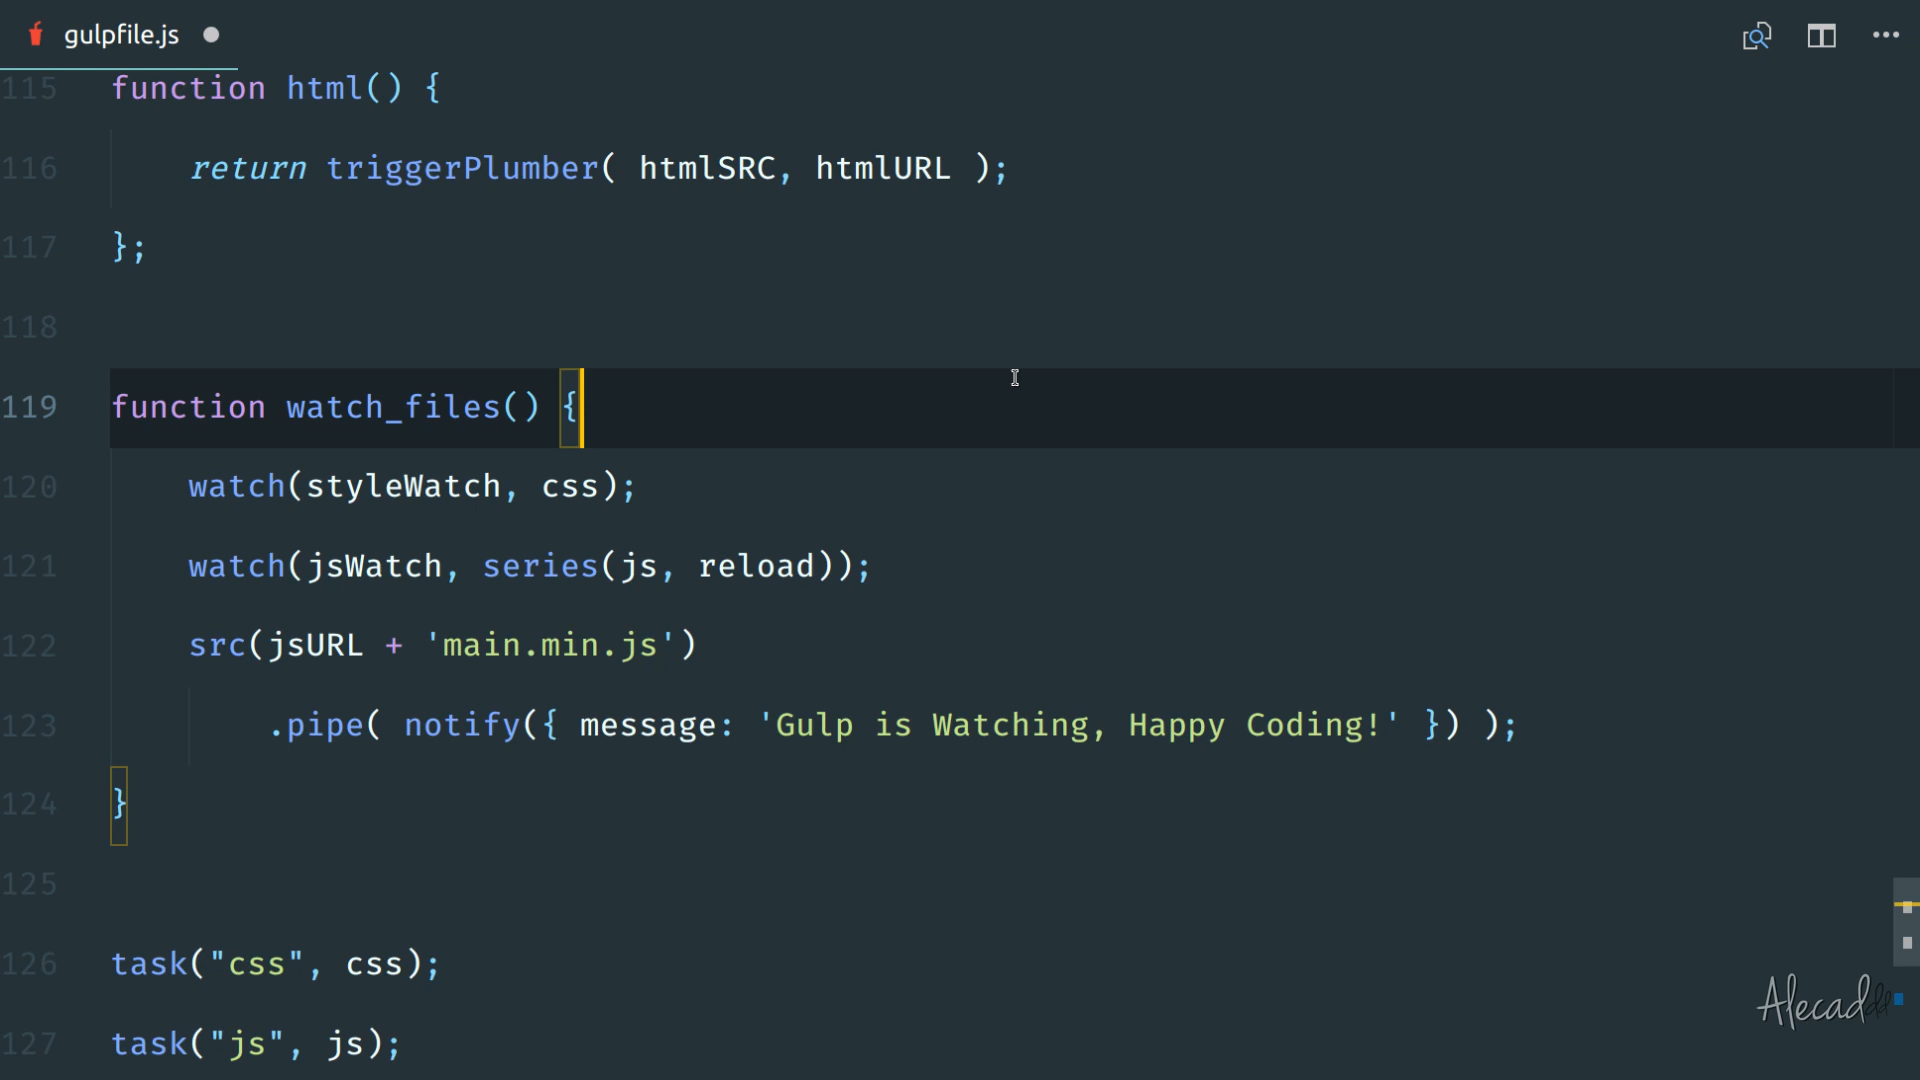 gulpfile.js
115 function html() {
116 return triggerPlumber( htmlSRC, htmlURL );
117 };
118
119 function watch_files() {
120 watch(styleWatch, css);
121 watch(jsWatch, series(js, reload));
122 src(jsURL + 'main.min.js')
123 .pipe( notify({ message: 'Gulp is Watching, Happy Coding!' }) );
124 }
125
126 task("css", css);
127 task("js", js);
Alecaddd